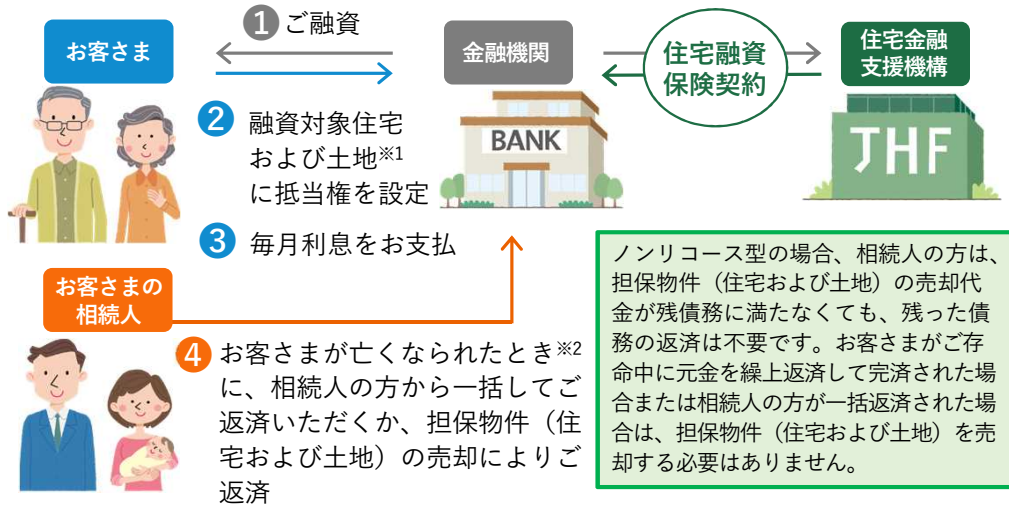 お客さま
❶ご融資
金融機関
住宅融資
保険契約
住宅金融
支援機構
❷ 融資対象住宅
および土地※1
に抵当権を設定
BANK
JHF
❸ 毎月利息をお支払
お客さまの
相続人
❹ お客さまが亡くなられたとき※2
に、相続人の方から一括してご
返済いただくか、担保物件（住
宅および土地）の売却によりご
返済
ノンリコース型の場合、相続人の方は、
担保物件（住宅および土地）の売却代
金が残債務に満たなくても、残った債
務の返済は不要です。お客さまがご存
命中に元金を繰上返済して完済された場
合または相続人の方が一括返済された場
合は、担保物件（住宅および土地）を売
却する必要はありません。